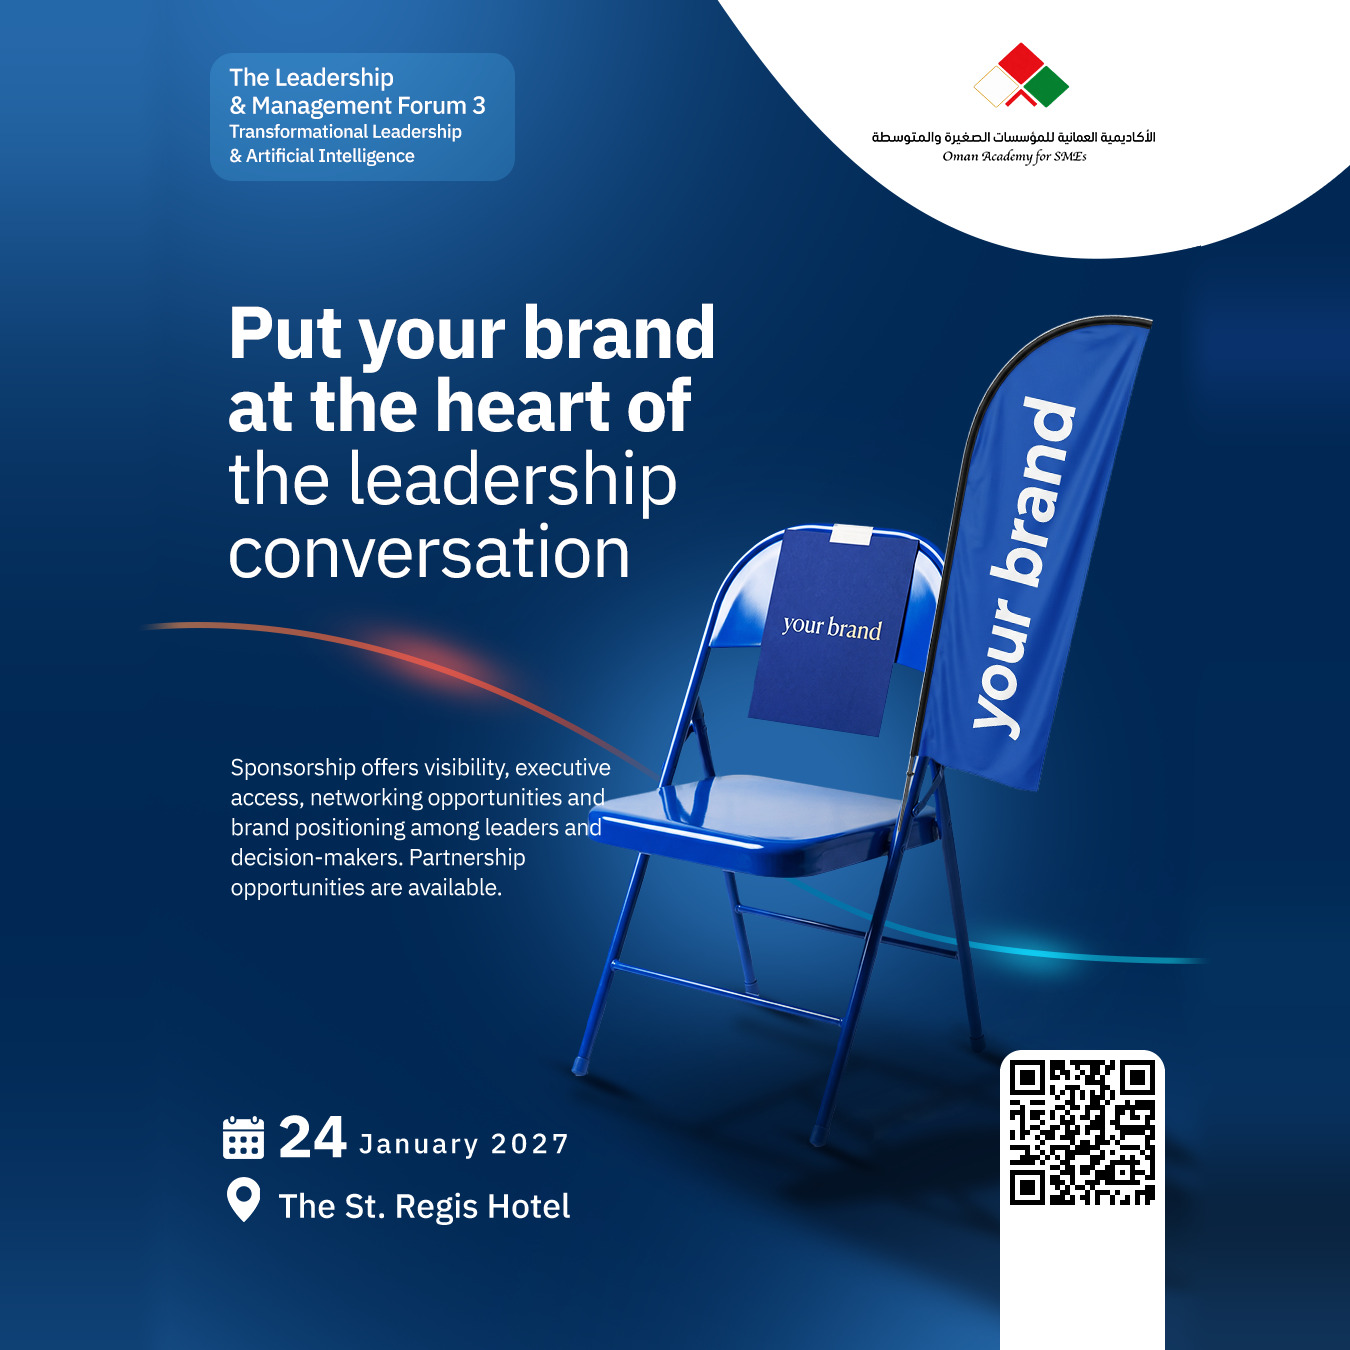 The Leadership
& Management Forum 3
Transformational Leadership
& Artificial Intelligence
الأكاديمية العمانية للمؤسسات الصغيرة والمتوسطة
Oman Academy for SMEs
Put your brand
at the heart of
the leadership
conversation
your brand
your brand
Sponsorship offers visibility, executive
access, networking opportunities and
brand positioning among leaders and
decision-makers. Partnership
opportunities are available.
24 January 2027
The St. Regis Hotel